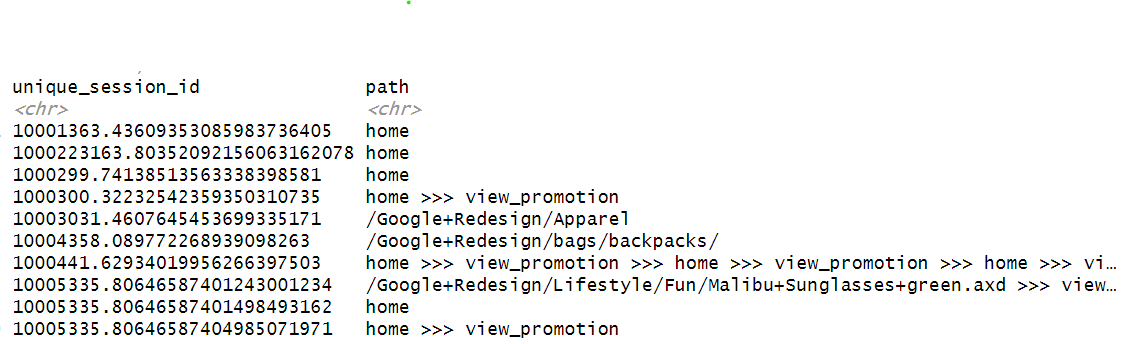 unique_session_id path
<chr> <chr>
10001363.43609353085983736405 home
1000223163.80352092156063162078 home
1000299.74138513563338398581 home
1000300.32232542359350310735 home >>> view_promotion
10003031.4607645453699335171 /Google+Redesign/Apparel
10004358.089772268939098263 /Google+Redesign/bags/backpacks/
1000441.62934019956266397503 home >>> view_promotion >>> home >>> view_promotion >>> home >>> vi…
10005335.80646587401243001234 /Google+Redesign/Lifestyle/Fun/Malibu+Sunglasses+green.axd >>> view…
10005335.80646587401498493162 home
10005335.80646587404985071971 home >>> view_promotion